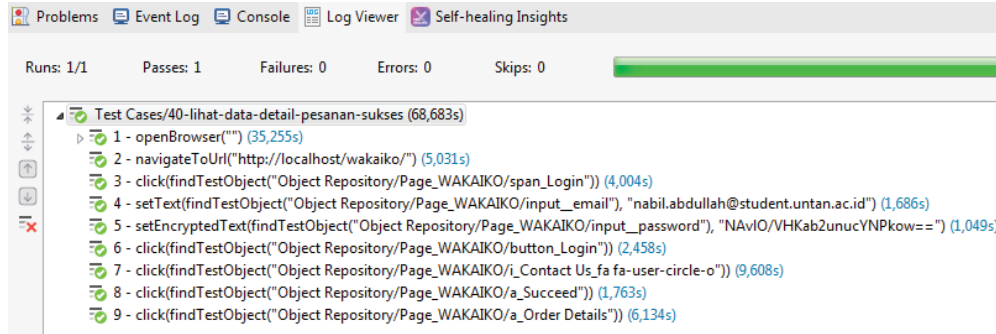 Problems Event Log Console Log Viewer Self-healing Insights
Runs: 1/1 Passes: 1 Failures: 0 Errors: 0 Skips: 0
Test Cases/40-lihat-data-detail-pesanan-sukses (68,683s)
1 - openBrowser("") (35,255s)
2 - navigateToUrl("http://localhost/wakaiko/") (5,031s)
3 - click(findTestObject("Object Repository/Page_WAKAIKO/span_Login")) (4,004s)
4 - setText(findTestObject("Object Repository/Page_WAKAIKO/input__email"), "nabil.abdullah@student.untan.ac.id") (1,686s)
5 - setEncryptedText(findTestObject("Object Repository/Page_WAKAIKO/input__password"), "NAvIO/VHKab2unucYNPkow==") (1,049s)
6 - click(findTestObject("Object Repository/Page_WAKAIKO/button_Login")) (2,458s)
7 - click(findTestObject("Object Repository/Page_WAKAIKO/i_Contact Us_fa fa-user-circle-o")) (9,608s)
8 - click(findTestObject("Object Repository/Page_WAKAIKO/a_Succeed")) (1,763s)
9 - click(findTestObject("Object Repository/Page_WAKAIKO/a_Order Details")) (6,134s)